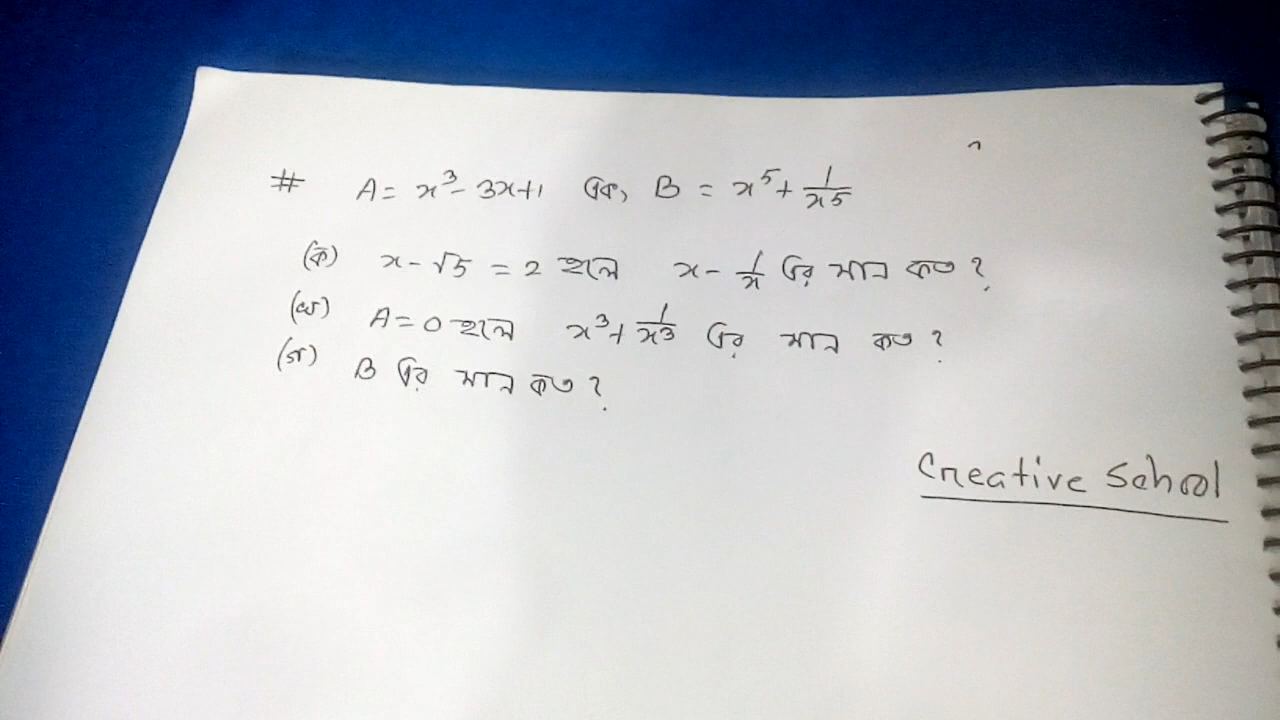 # A = x³ - 3x + 1 এবং, B = x⁵ + 1/x⁵
(ক) x - √5 = 2 হলে x - 1/x এর মান কত ?
(খ) A = 0 হলে x³ + 1/x³ এর মান কত ?
(গ) B এর মান কত ?
Creative School